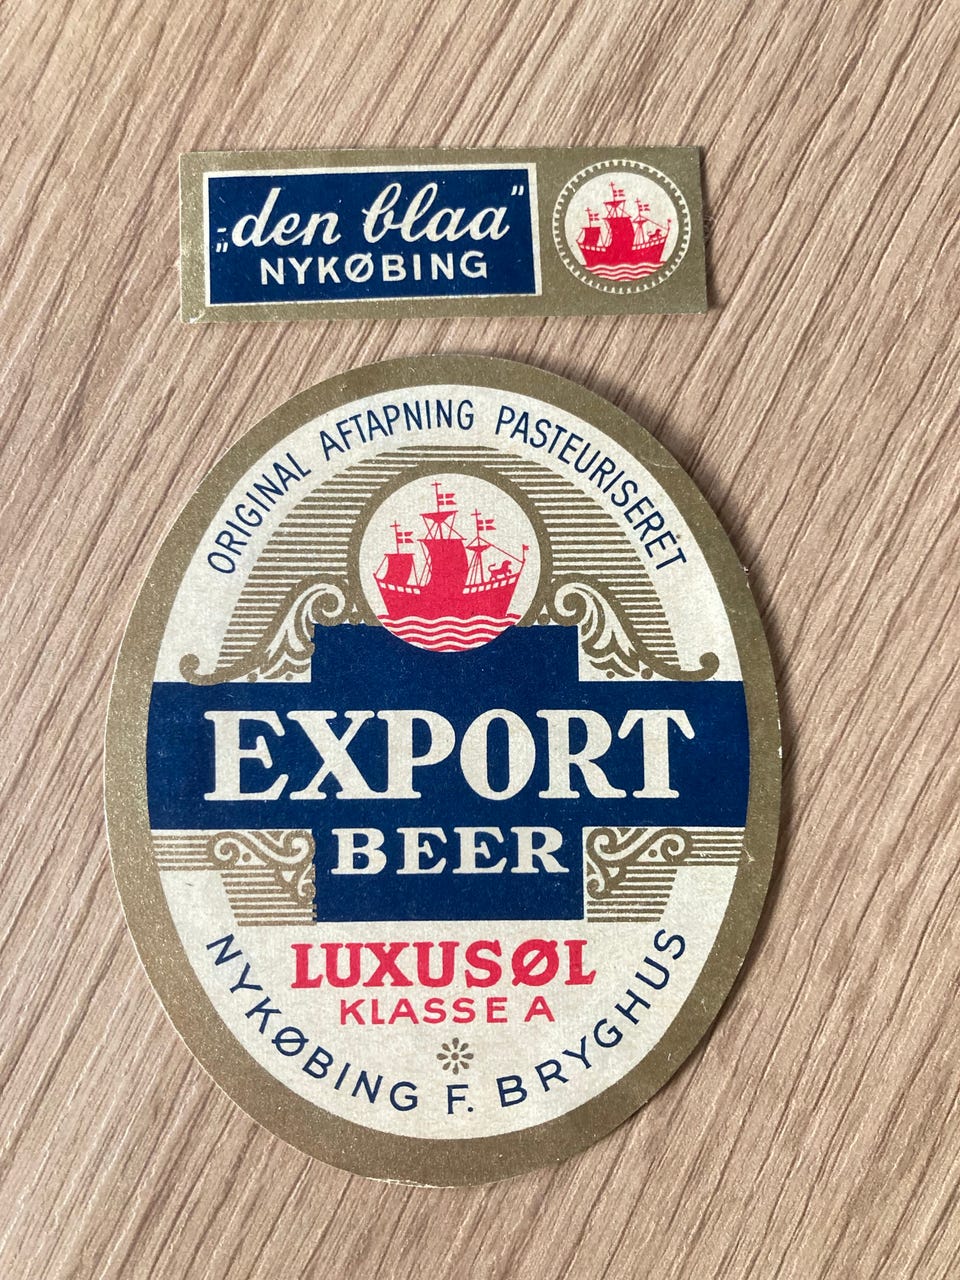 „den blaa"
NYKØBING
ORIGINAL AFTAPNING PASTEURISERET
EXPORT
BEER
LUXUSØL
KLASSE A
NYKØBING F. BRYGHUS